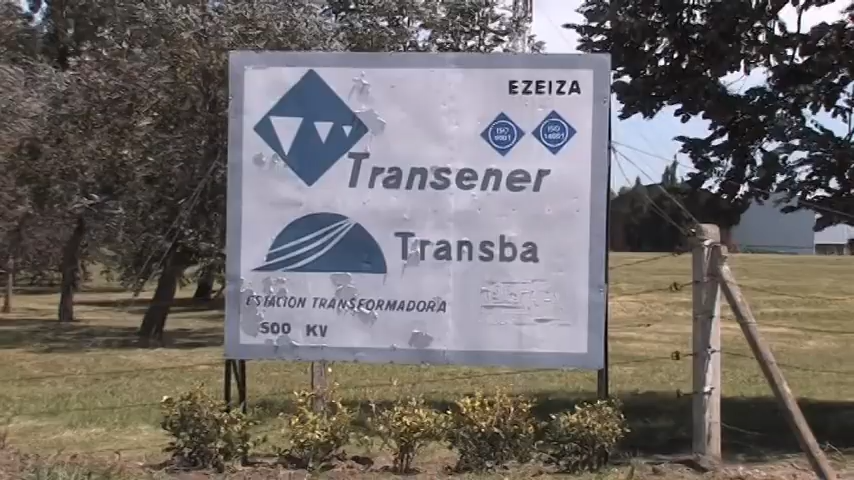 EZEIZA
ISO 9001
ISO 14001
Transener
Transba
ESTACION TRANSFORMADORA
500 KV